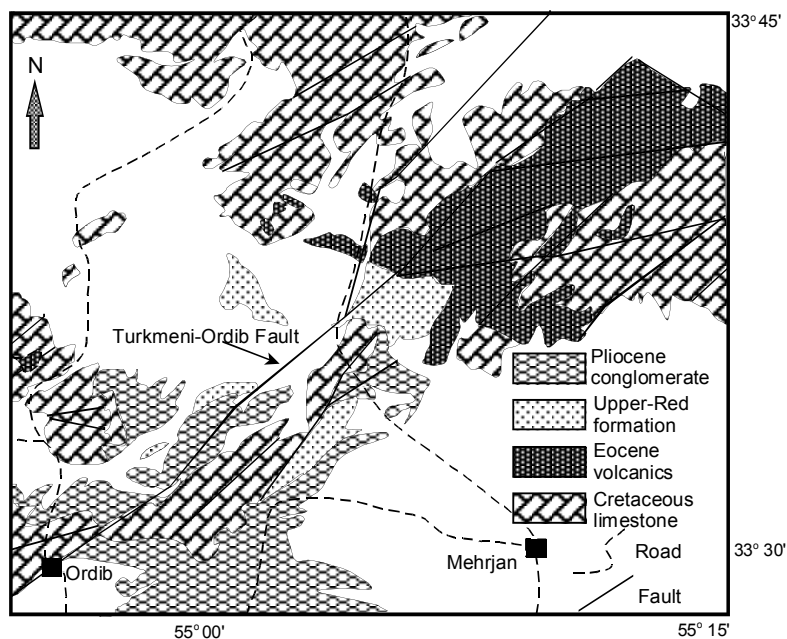 33° 45'
N
Turkmeni-Ordib Fault
Pliocene
conglomerate
Upper-Red
formation
Eocene
volcanics
Cretaceous
limestone
Road
Fault
Mehrjan
Ordib
33° 30'
55° 00'
55° 15'